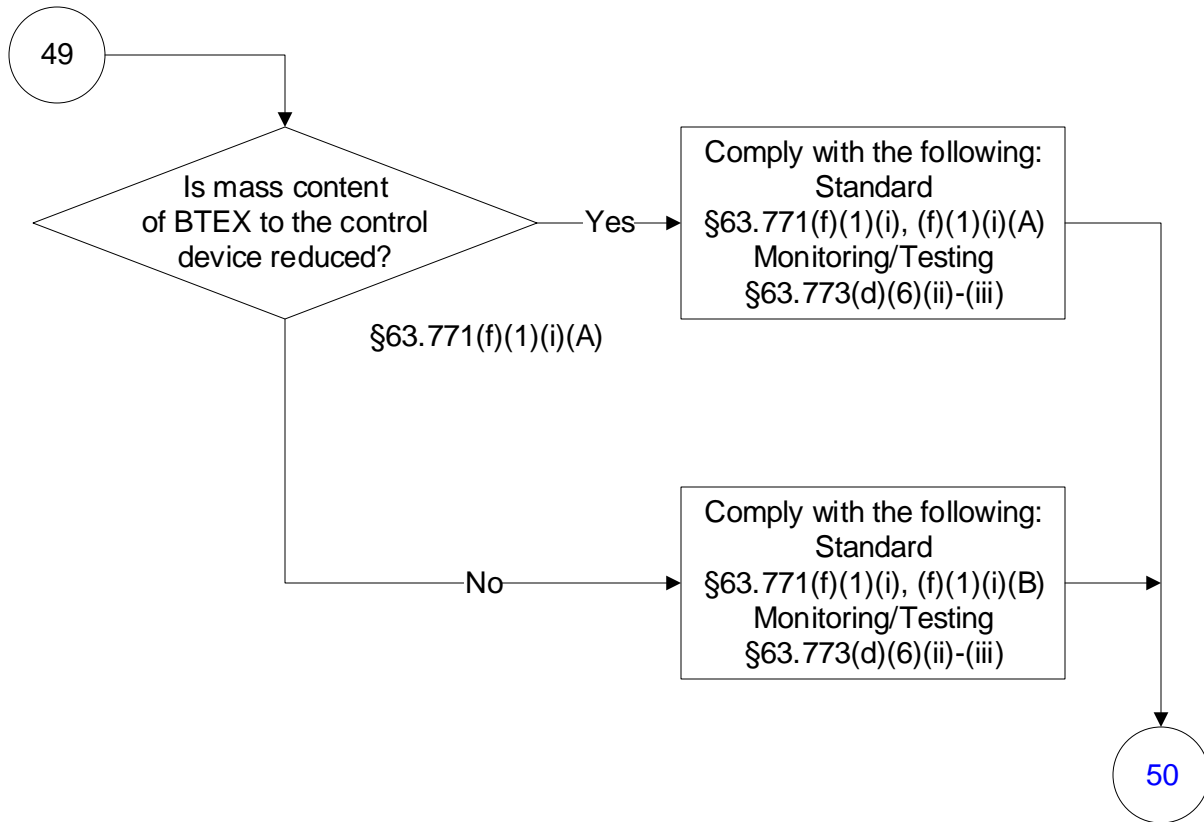 49
Is mass content
of BTEX to the control
device reduced?
Yes
Comply with the following:
Standard
§63.771(f)(1)(i), (f)(1)(i)(A)
Monitoring/Testing
§63.773(d)(6)(ii)-(iii)
§63.771(f)(1)(i)(A)
No
Comply with the following:
Standard
§63.771(f)(1)(i), (f)(1)(i)(B)
Monitoring/Testing
§63.773(d)(6)(ii)-(iii)
50